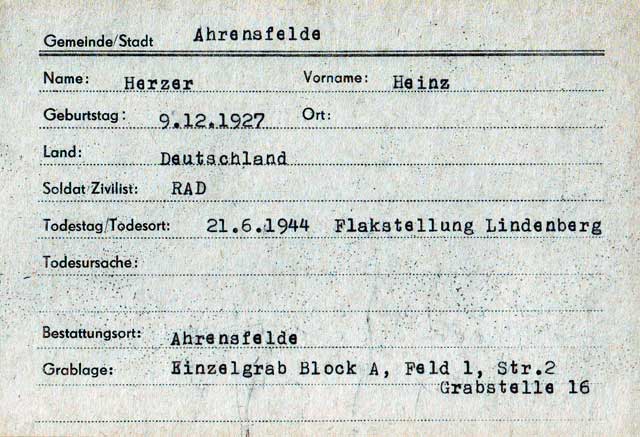 Gemeinde/Stadt Ahrensfelde
Name: Herzer Vorname: Heinz
Geburtstag: 9.12.1927 Ort:
Land: Deutschland
Soldat/Zivilist: RAD
Todestag/Todesort: 21.6.1944 Flakstellung Lindenberg
Todesursache:
Bestattungsort: Ahrensfelde
Grablage: Einzelgrab Block A, Feld 1, Str.2
Grabstelle 16